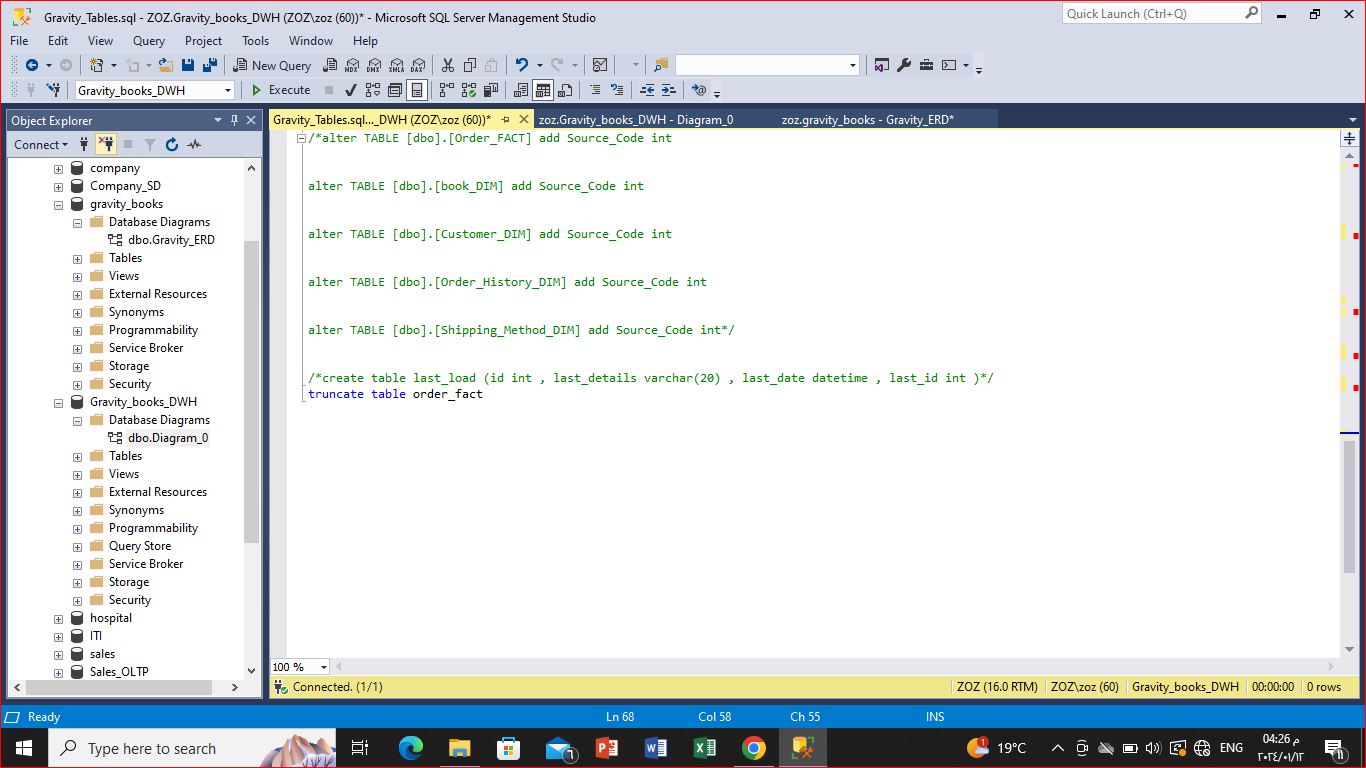 Gravity_Tables.sql - ZOZ.Gravity_books_DWH (ZOZ\zoz (60))* - Microsoft SQL Server Management Studio
Quick Launch (Ctrl+Q)
File Edit View Query Project Tools Window Help
New Query MDX DMX XMLA DAX
Gravity_books_DWH Execute
Object Explorer
Connect
company
Company_SD
gravity_books
Database Diagrams
dbo.Gravity_ERD
Tables
Views
External Resources
Synonyms
Programmability
Service Broker
Storage
Security
Gravity_books_DWH
Database Diagrams
dbo.Diagram_0
Tables
Views
External Resources
Synonyms
Programmability
Query Store
Service Broker
Storage
Security
hospital
ITI
sales
Sales_OLTP
Gravity_Tables.sql..._DWH (ZOZ\zoz (60))* zoz.Gravity_books_DWH - Diagram_0 zoz.gravity_books - Gravity_ERD*
/*alter TABLE [dbo].[Order_FACT] add Source_Code int
alter TABLE [dbo].[book_DIM] add Source_Code int
alter TABLE [dbo].[Customer_DIM] add Source_Code int
alter TABLE [dbo].[Order_History_DIM] add Source_Code int
alter TABLE [dbo].[Shipping_Method_DIM] add Source_Code int*/
/*create table last_load (id int , last_details varchar(20) , last_date datetime , last_id int )*/
truncate table order_fact
100 %
Connected. (1/1) ZOZ (16.0 RTM) ZOZ\zoz (60) Gravity_books_DWH 00:00:00 0 rows
Ready Ln 68 Col 58 Ch 55 INS
Type here to search 6 1 19°C ENG 04:26 م
٢٠٢٤/٠١/١٢ 11